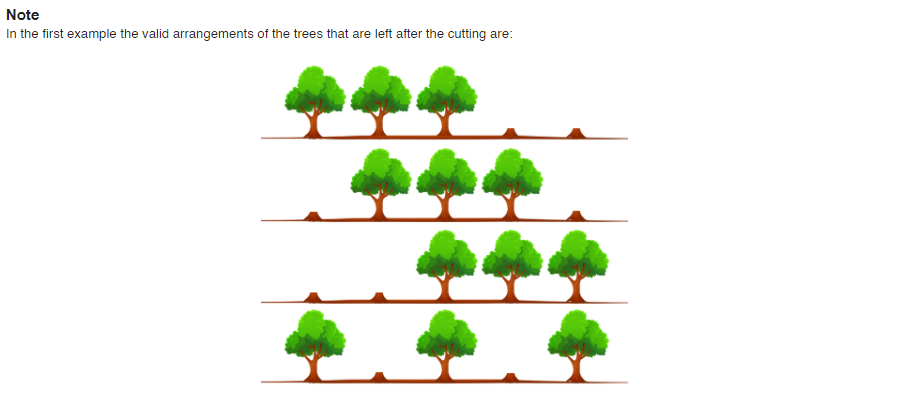 Note
In the first example the valid arrangements of the trees that are left after the cutting are: